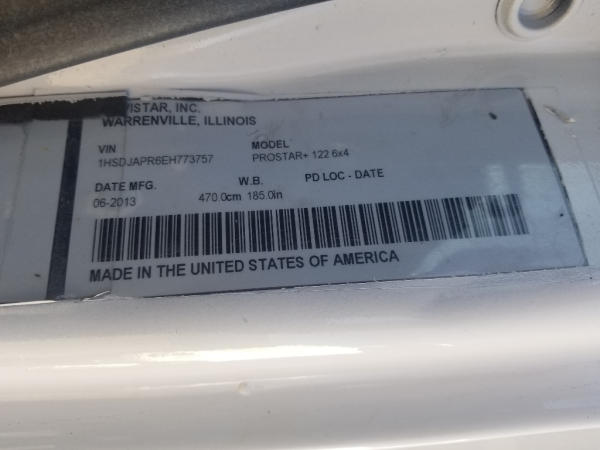 VISTAR, INC.
WARRENVILLE, ILLINOIS
VIN MODEL
1HSDJAPR6EH773757 PROSTAR+ 122 6x4
DATE MFG. W.B. PD LOC - DATE
06-2013 470.0cm 185.0in
MADE IN THE UNITED STATES OF AMERICA